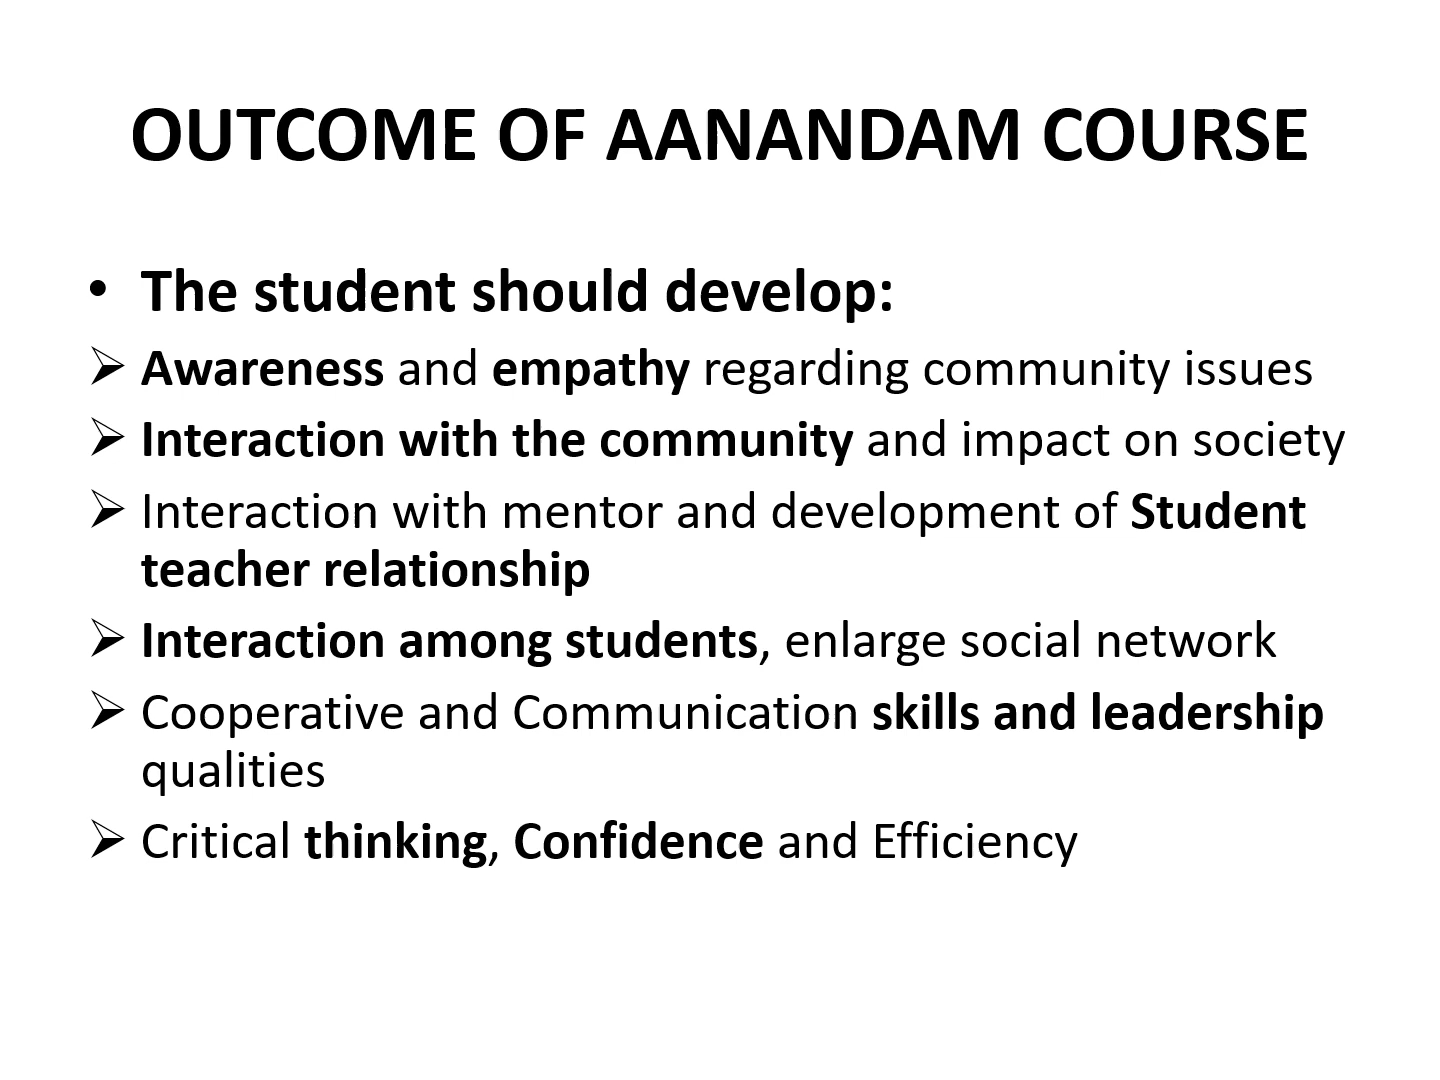 OUTCOME OF AANANDAM COURSE
• The student should develop:
➢ Awareness and empathy regarding community issues
➢ Interaction with the community and impact on society
➢ Interaction with mentor and development of Student
teacher relationship
➢ Interaction among students, enlarge social network
➢ Cooperative and Communication skills and leadership
qualities
➢ Critical thinking, Confidence and Efficiency